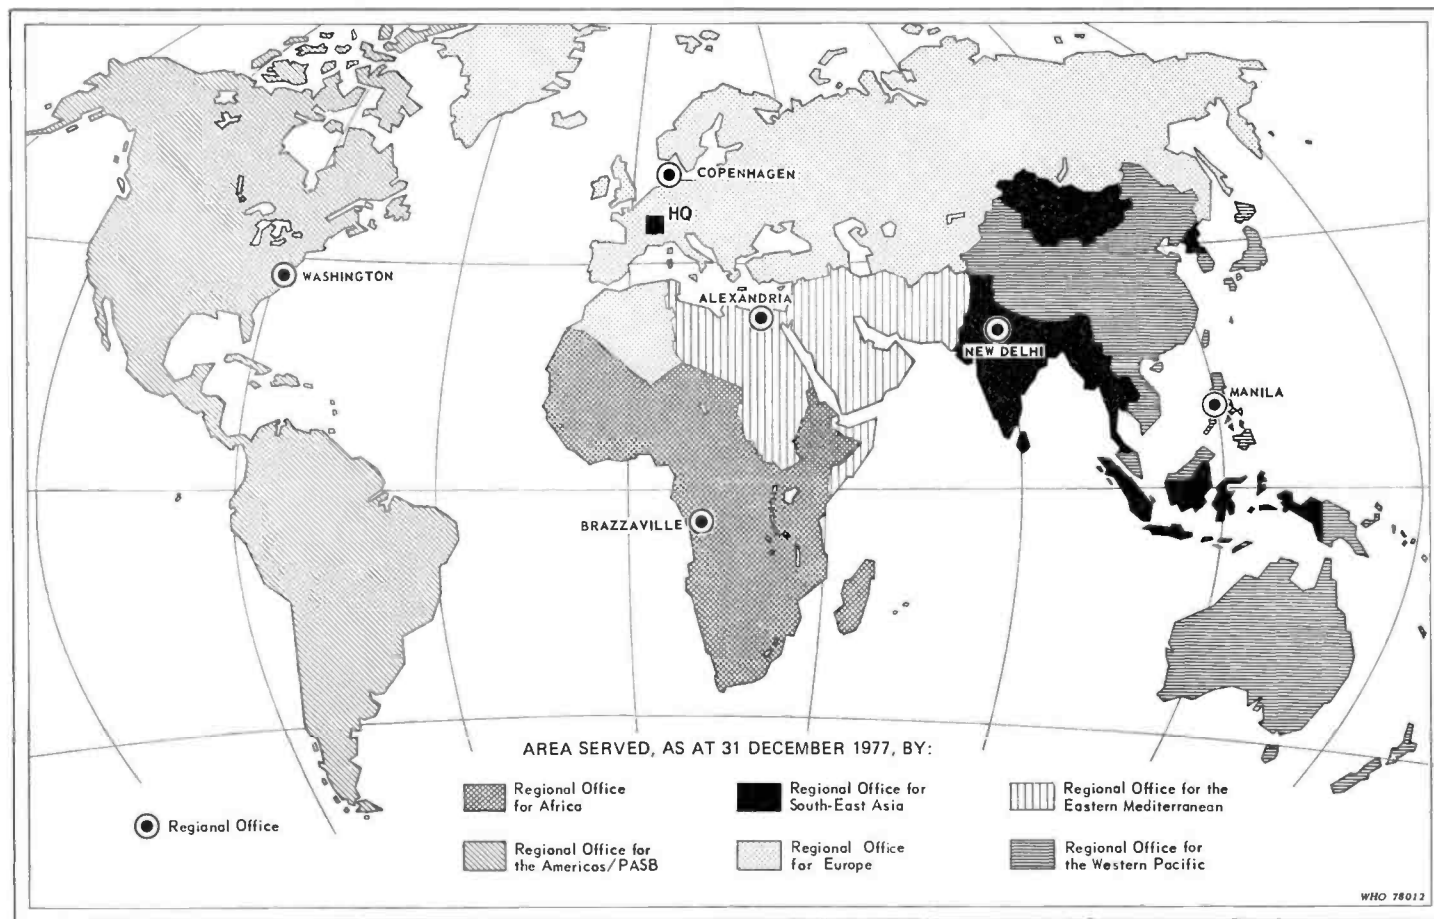 COPENHAGEN
HQ
WASHINGTON
ALEXANDRIA
NEW DELHI
MANILA
BRAZZAVILLE
AREA SERVED, AS AT 31 DECEMBER 1977, BY:
Regional Office
Regional Office
for Africa
Regional Office for
South-East Asia
Regional Office for the
Eastern Mediterranean
Regional Office for
the Americas/PASB
Regional Office
for Europe
Regional Office for
the Western Pacific
WHO 78012